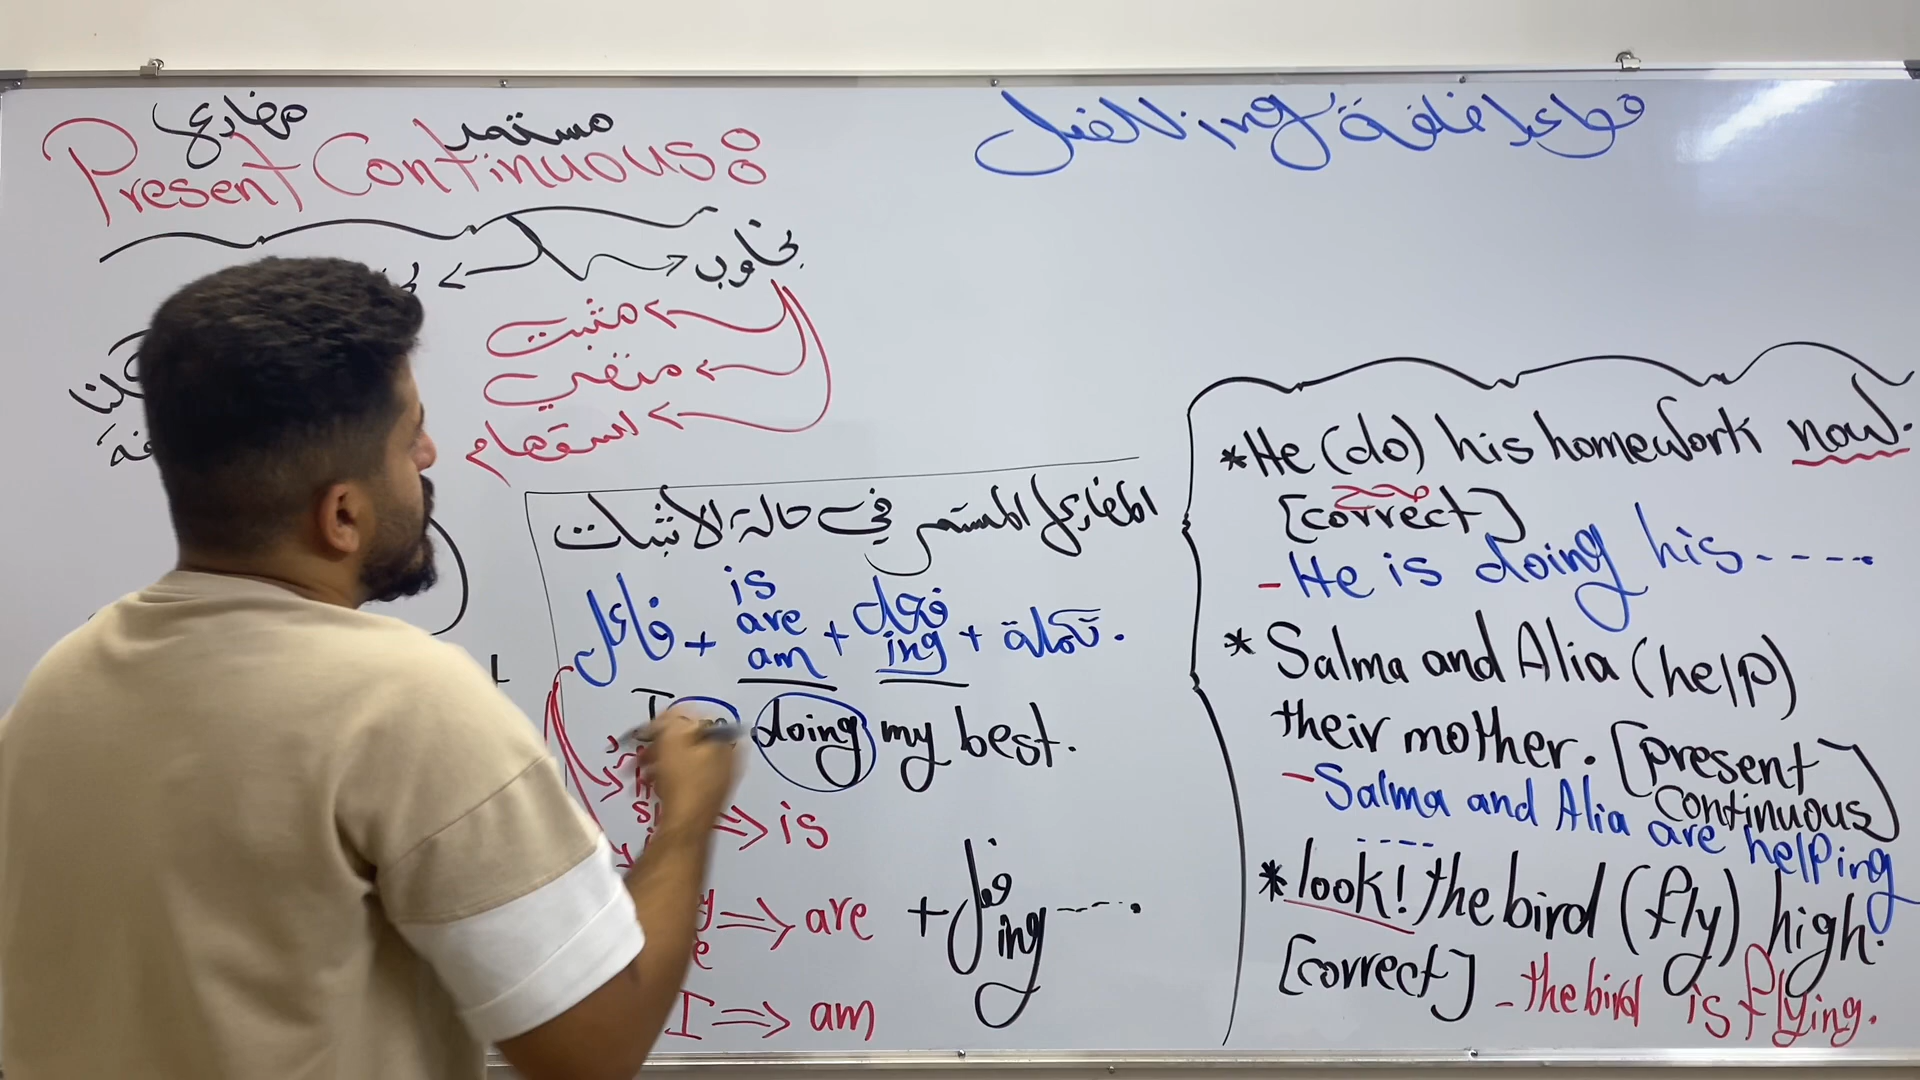 مضارع مستمر
Present Continuous:
قواعد اضافة ing للفعل
يجاوب
مثبت
منفي
استفهام
المضارع المستمر في حالة الأثبات
فاعل + is are am + فعل ing + تكملة.
I am doing my best.
=> is
=> are
I => am
+ فعل ing ----.
* He (do) his homework now.
[correct] صحح
- He is doing his -----
* Salma and Alia (help)
their mother. [present continuous]
- Salma and Alia are helping
----
* look! the bird (fly) high.
[correct] - the bird is flying.